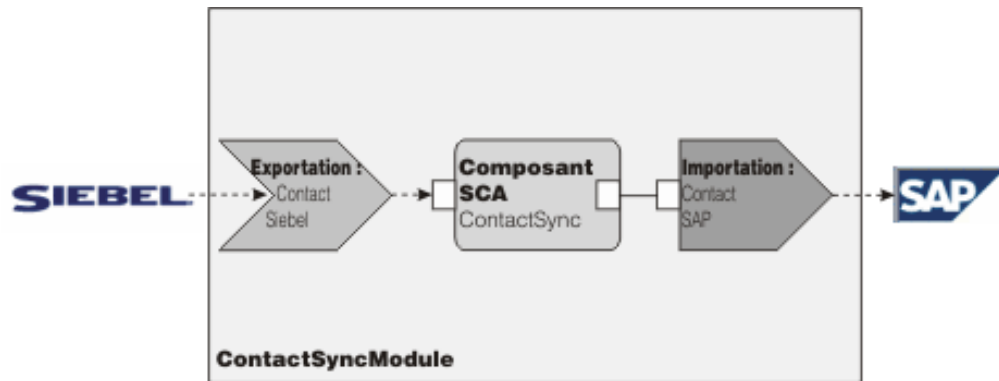 SIEBEL
Exportation :
Contact
Siebel
Composant
SCA
ContactSync
Importation :
Contact
SAP
SAP
ContactSyncModule